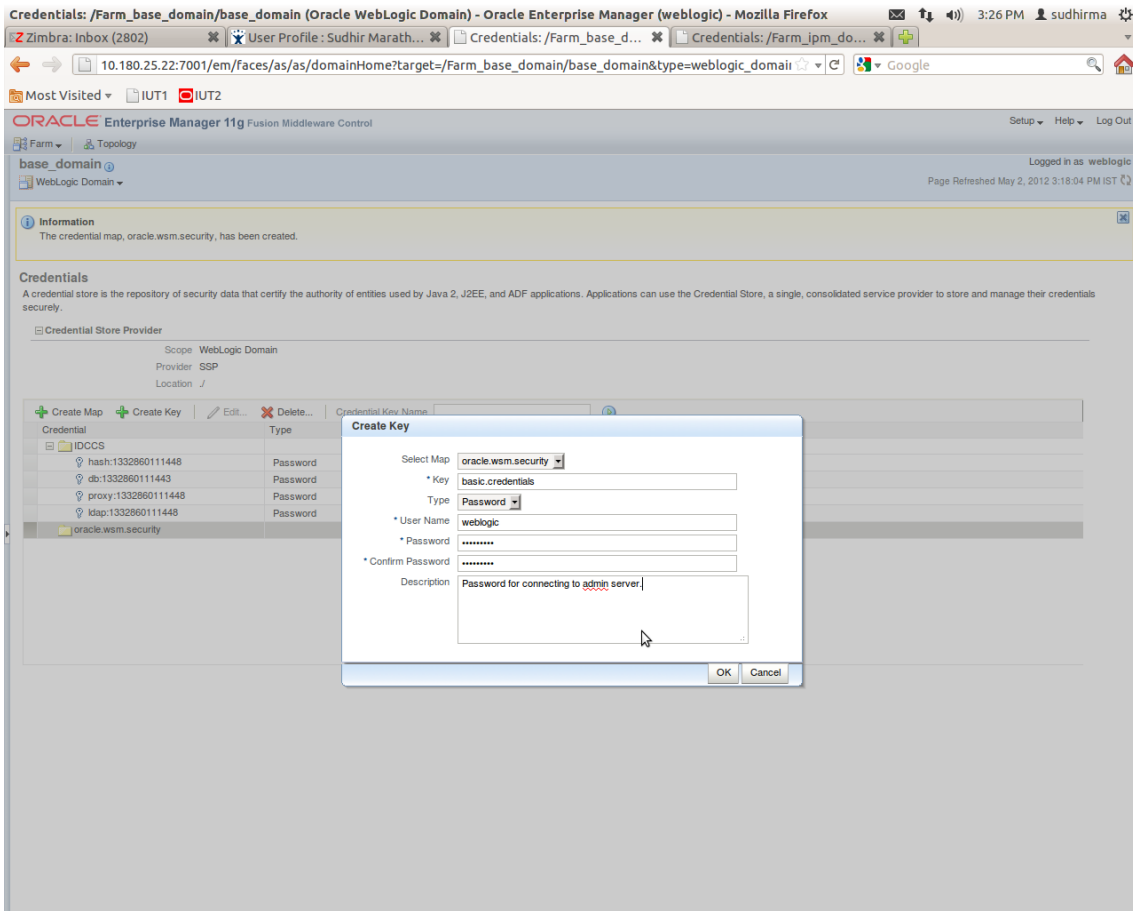 Credentials: /Farm_base_domain/base_domain (Oracle WebLogic Domain) - Oracle Enterprise Manager (weblogic) - Mozilla Firefox 3:26 PM sudhirma
Zimbra: Inbox (2802) User Profile : Sudhir Marath... Credentials: /Farm_base_d... Credentials: /Farm_ipm_do...
10.180.25.22:7001/em/faces/as/as/domainHome?target=/Farm_base_domain/base_domain&type=weblogic_domain Google
Most Visited IUT1 IUT2
ORACLE Enterprise Manager 11g Fusion Middleware Control Setup Help Log Out
Farm Topology
base_domain Logged in as weblogic
WebLogic Domain Page Refreshed May 2, 2012 3:18:04 PM IST
Information
The credential map, oracle.wsm.security, has been created.
Credentials
A credential store is the repository of security data that certify the authority of entities used by Java 2, J2EE, and ADF applications. Applications can use the Credential Store, a single, consolidated service provider to store and manage their credentials
securely.
Credential Store Provider
Scope WebLogic Domain
Provider SSP
Location ./
Create Map Create Key Edit... Delete... Credential Key Name
Credential Type
IDCCS
hash:1332860111448 Password
db:1332860111443 Password
proxy:1332860111448 Password
ldap:1332860111448 Password
oracle.wsm.security
Create Key
Select Map oracle.wsm.security
* Key basic.credentials
Type Password
* User Name weblogic
* Password •••••••••
* Confirm Password •••••••••
Description Password for connecting to admin server.
OK Cancel